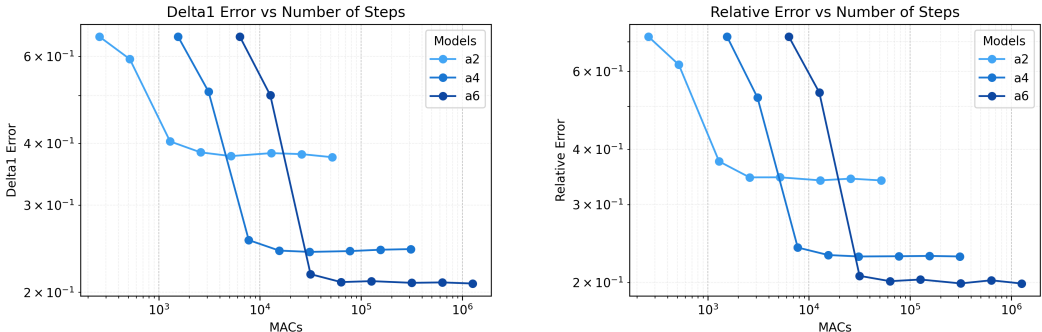 Delta1 Error vs Number of Steps
Delta1 Error
6 × 10⁻¹
4 × 10⁻¹
3 × 10⁻¹
2 × 10⁻¹
10³
10⁴
10⁵
10⁶
MACs
Models
a2
a4
a6
Relative Error vs Number of Steps
Relative Error
6 × 10⁻¹
4 × 10⁻¹
3 × 10⁻¹
2 × 10⁻¹
10³
10⁴
10⁵
10⁶
MACs
Models
a2
a4
a6